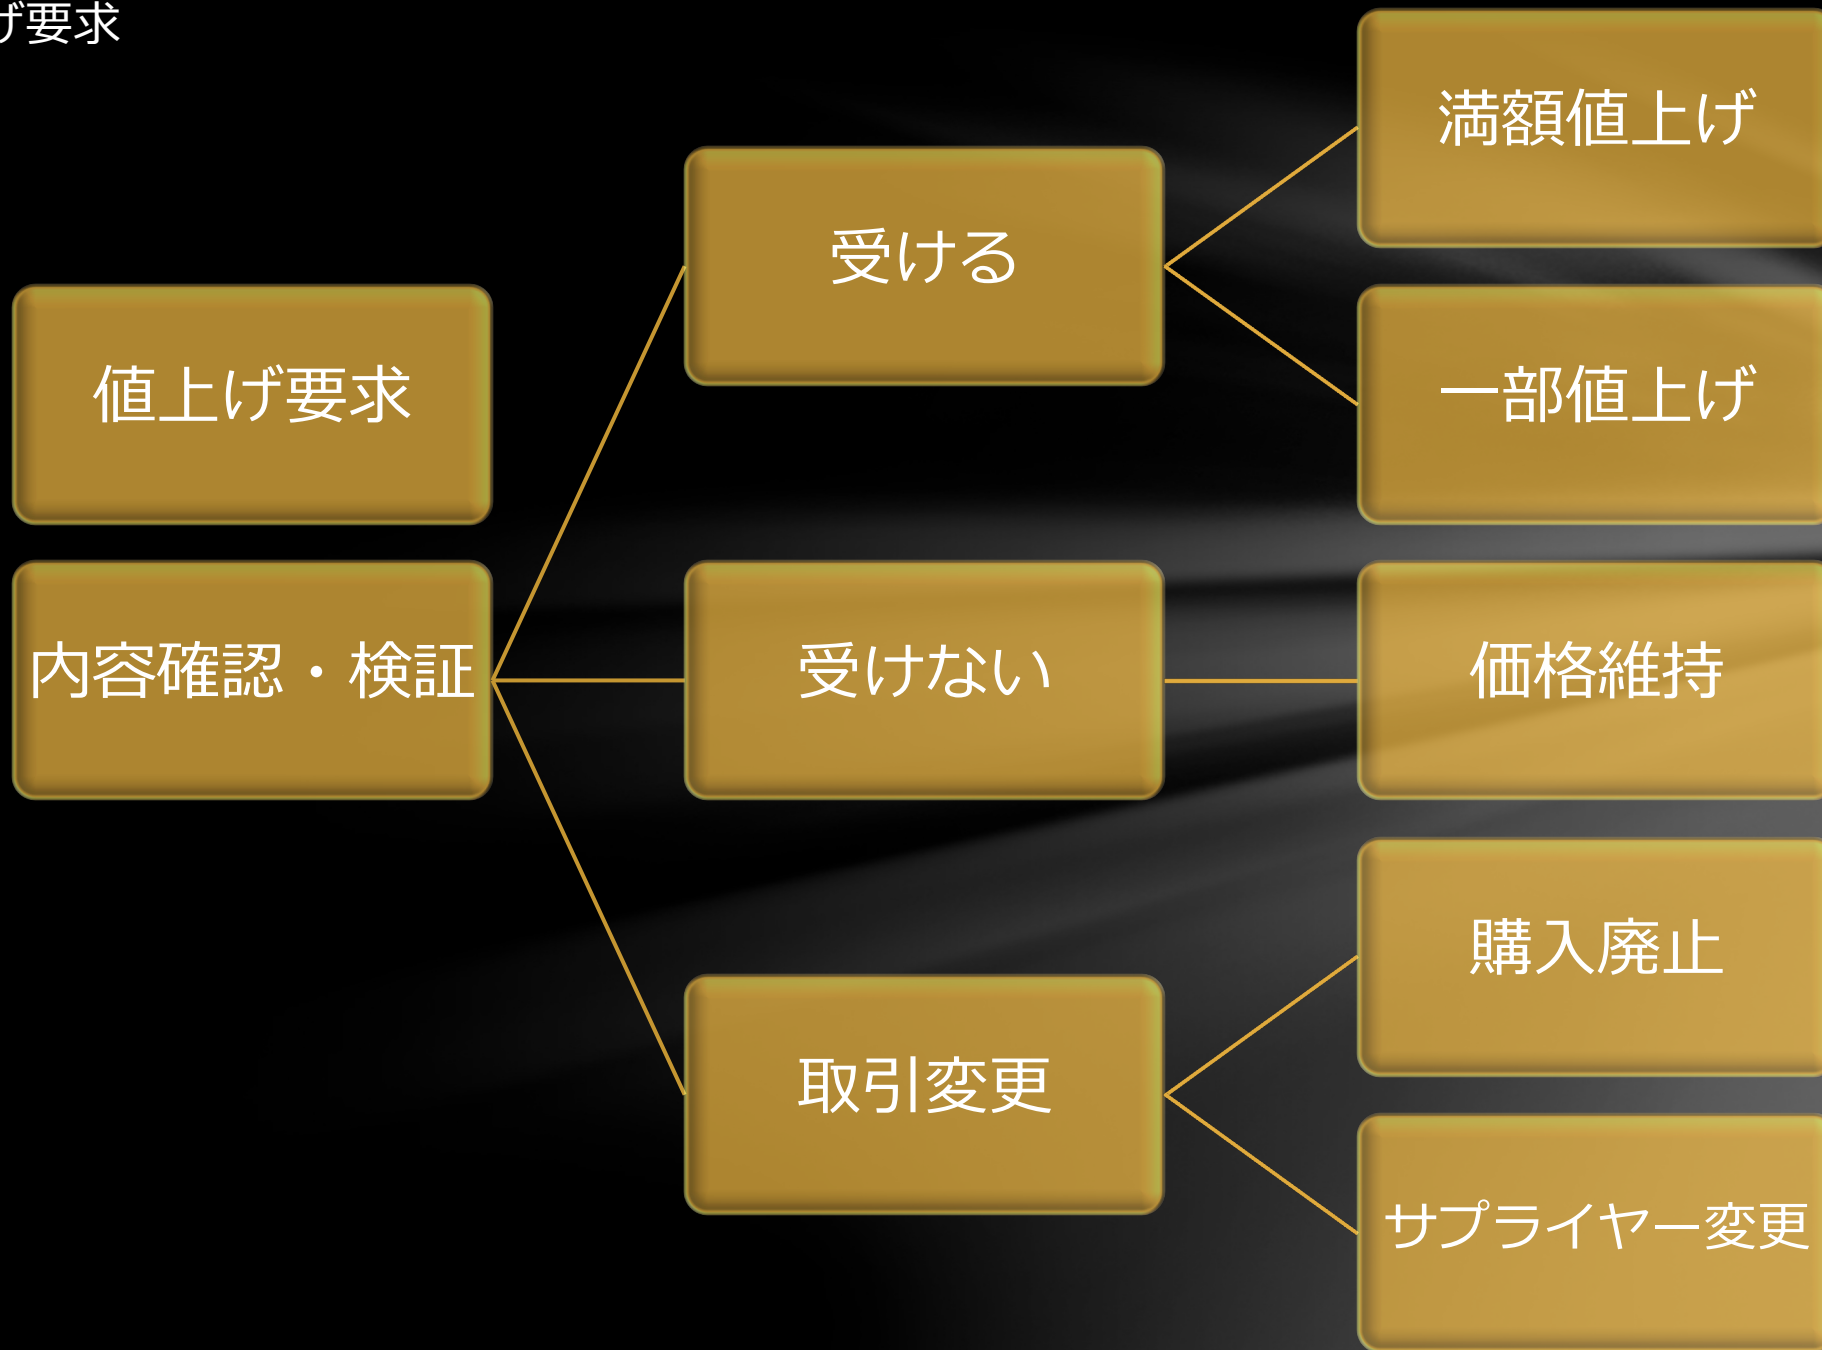 げ要求
値上げ要求
内容確認・検証
受ける
受けない
取引変更
満額値上げ
一部値上げ
価格維持
購入廃止
サプライヤー変更